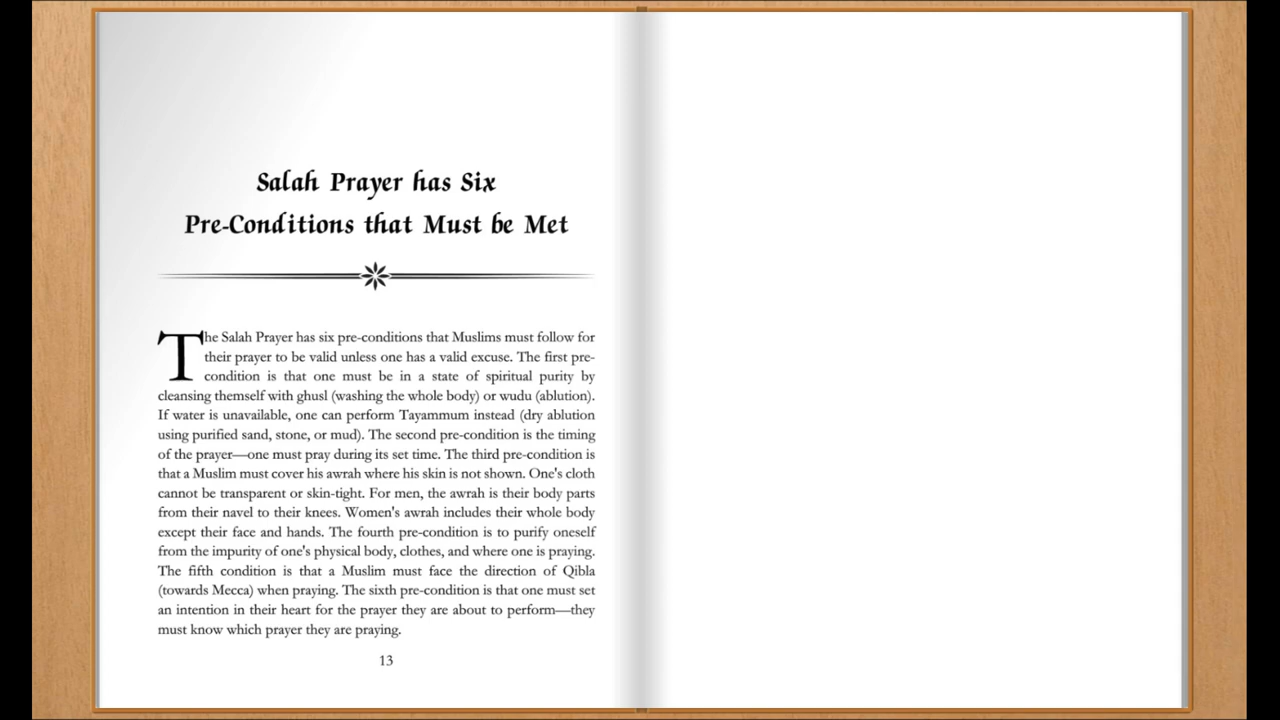 Salah Prayer has Six
Pre-Conditions that Must be Met
The Salah Prayer has six pre-conditions that Muslims must follow for
their prayer to be valid unless one has a valid excuse. The first pre-
condition is that one must be in a state of spiritual purity by
cleansing themself with ghusl (washing the whole body) or wudu (ablution).
If water is unavailable, one can perform Tayammum instead (dry ablution
using purified sand, stone, or mud). The second pre-condition is the timing
of the prayer—one must pray during its set time. The third pre-condition is
that a Muslim must cover his awrah where his skin is not shown. One's cloth
cannot be transparent or skin-tight. For men, the awrah is their body parts
from their navel to their knees. Women's awrah includes their whole body
except their face and hands. The fourth pre-condition is to purify oneself
from the impurity of one's physical body, clothes, and where one is praying.
The fifth condition is that a Muslim must face the direction of Qibla
(towards Mecca) when praying. The sixth pre-condition is that one must set
an intention in their heart for the prayer they are about to perform—they
must know which prayer they are praying.
13